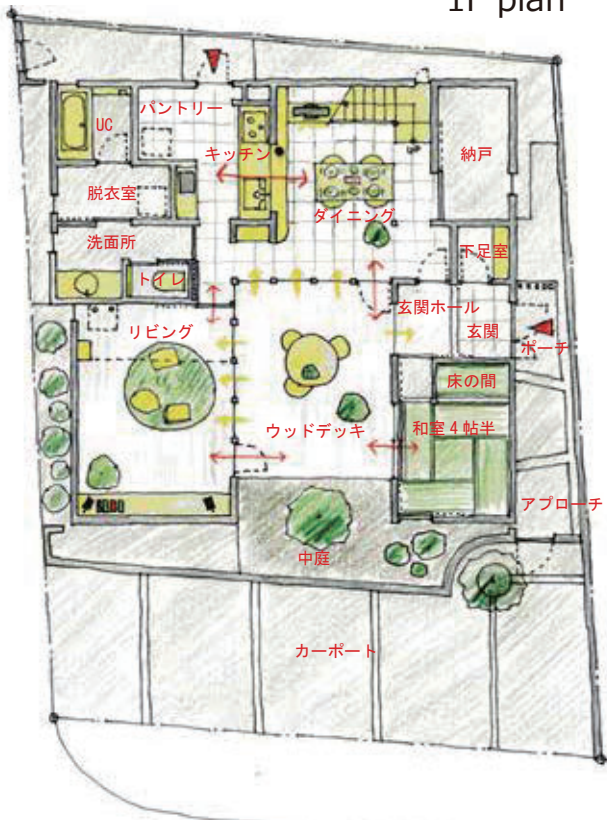 1F plan
パントリー
UC
キッチン
納戸
脱衣室
ダイニング
洗面所
下足室
トイレ
玄関ホール
リビング
玄関
ポーチ
床の間
ウッドデッキ
和室4帖半
アプローチ
中庭
カーポート